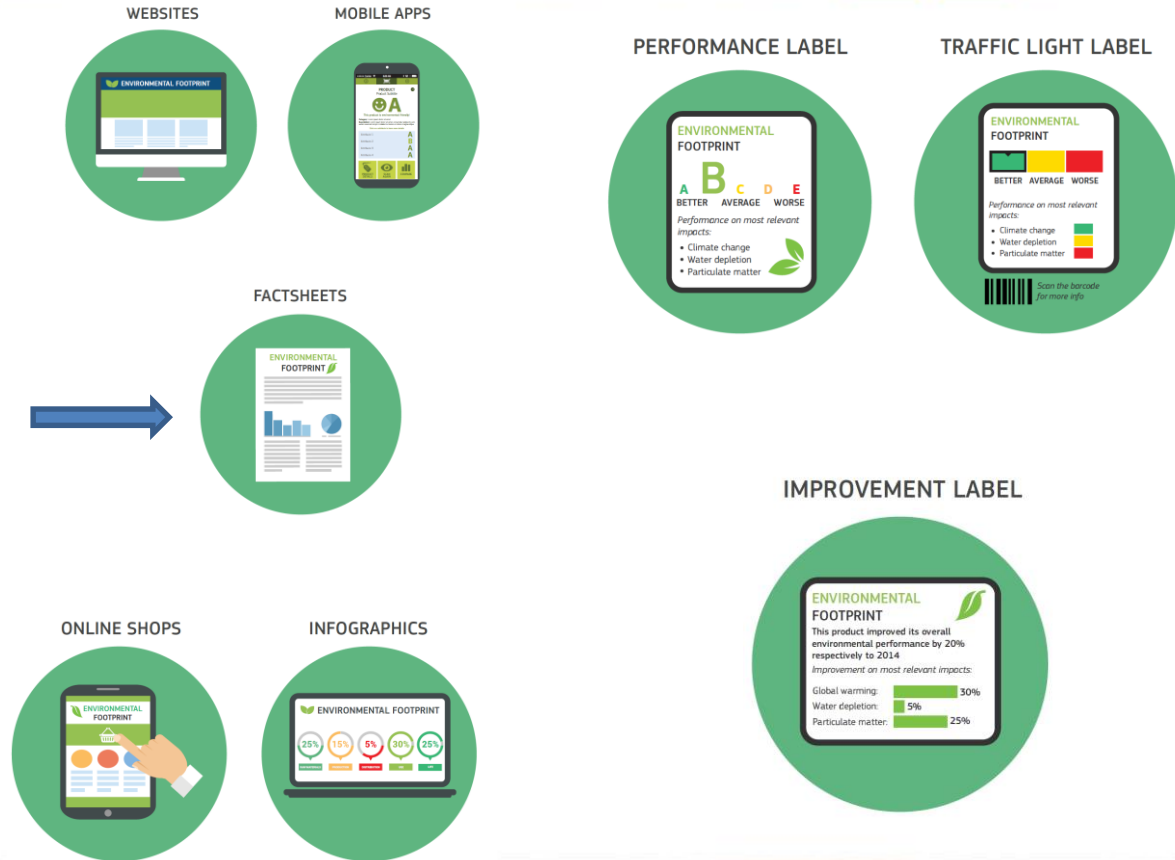 WEBSITES
MOBILE APPS
ENVIRONMENTAL FOOTPRINT
PRODUCT
A
A
B
A
A
FACTSHEETS
ENVIRONMENTAL
FOOTPRINT
ONLINE SHOPS
INFOGRAPHICS
ENVIRONMENTAL
FOOTPRINT
ENVIRONMENTAL FOOTPRINT
25% 15% 5% 30% 25%
PERFORMANCE LABEL
TRAFFIC LIGHT LABEL
ENVIRONMENTAL
FOOTPRINT
A B C D E
BETTER AVERAGE WORSE
Performance on most relevant
impacts:
• Climate change
• Water depletion
• Particulate matter
ENVIRONMENTAL
FOOTPRINT
BETTER AVERAGE WORSE
Performance on most relevant
impacts:
• Climate change
• Water depletion
• Particulate matter
Scan the barcode
for more info
IMPROVEMENT LABEL
ENVIRONMENTAL
FOOTPRINT
This product improved its overall
environmental performance by 20%
respectively to 2014
Improvement on most relevant impacts:
Global warming: 30%
Water depletion: 5%
Particulate matter: 25%